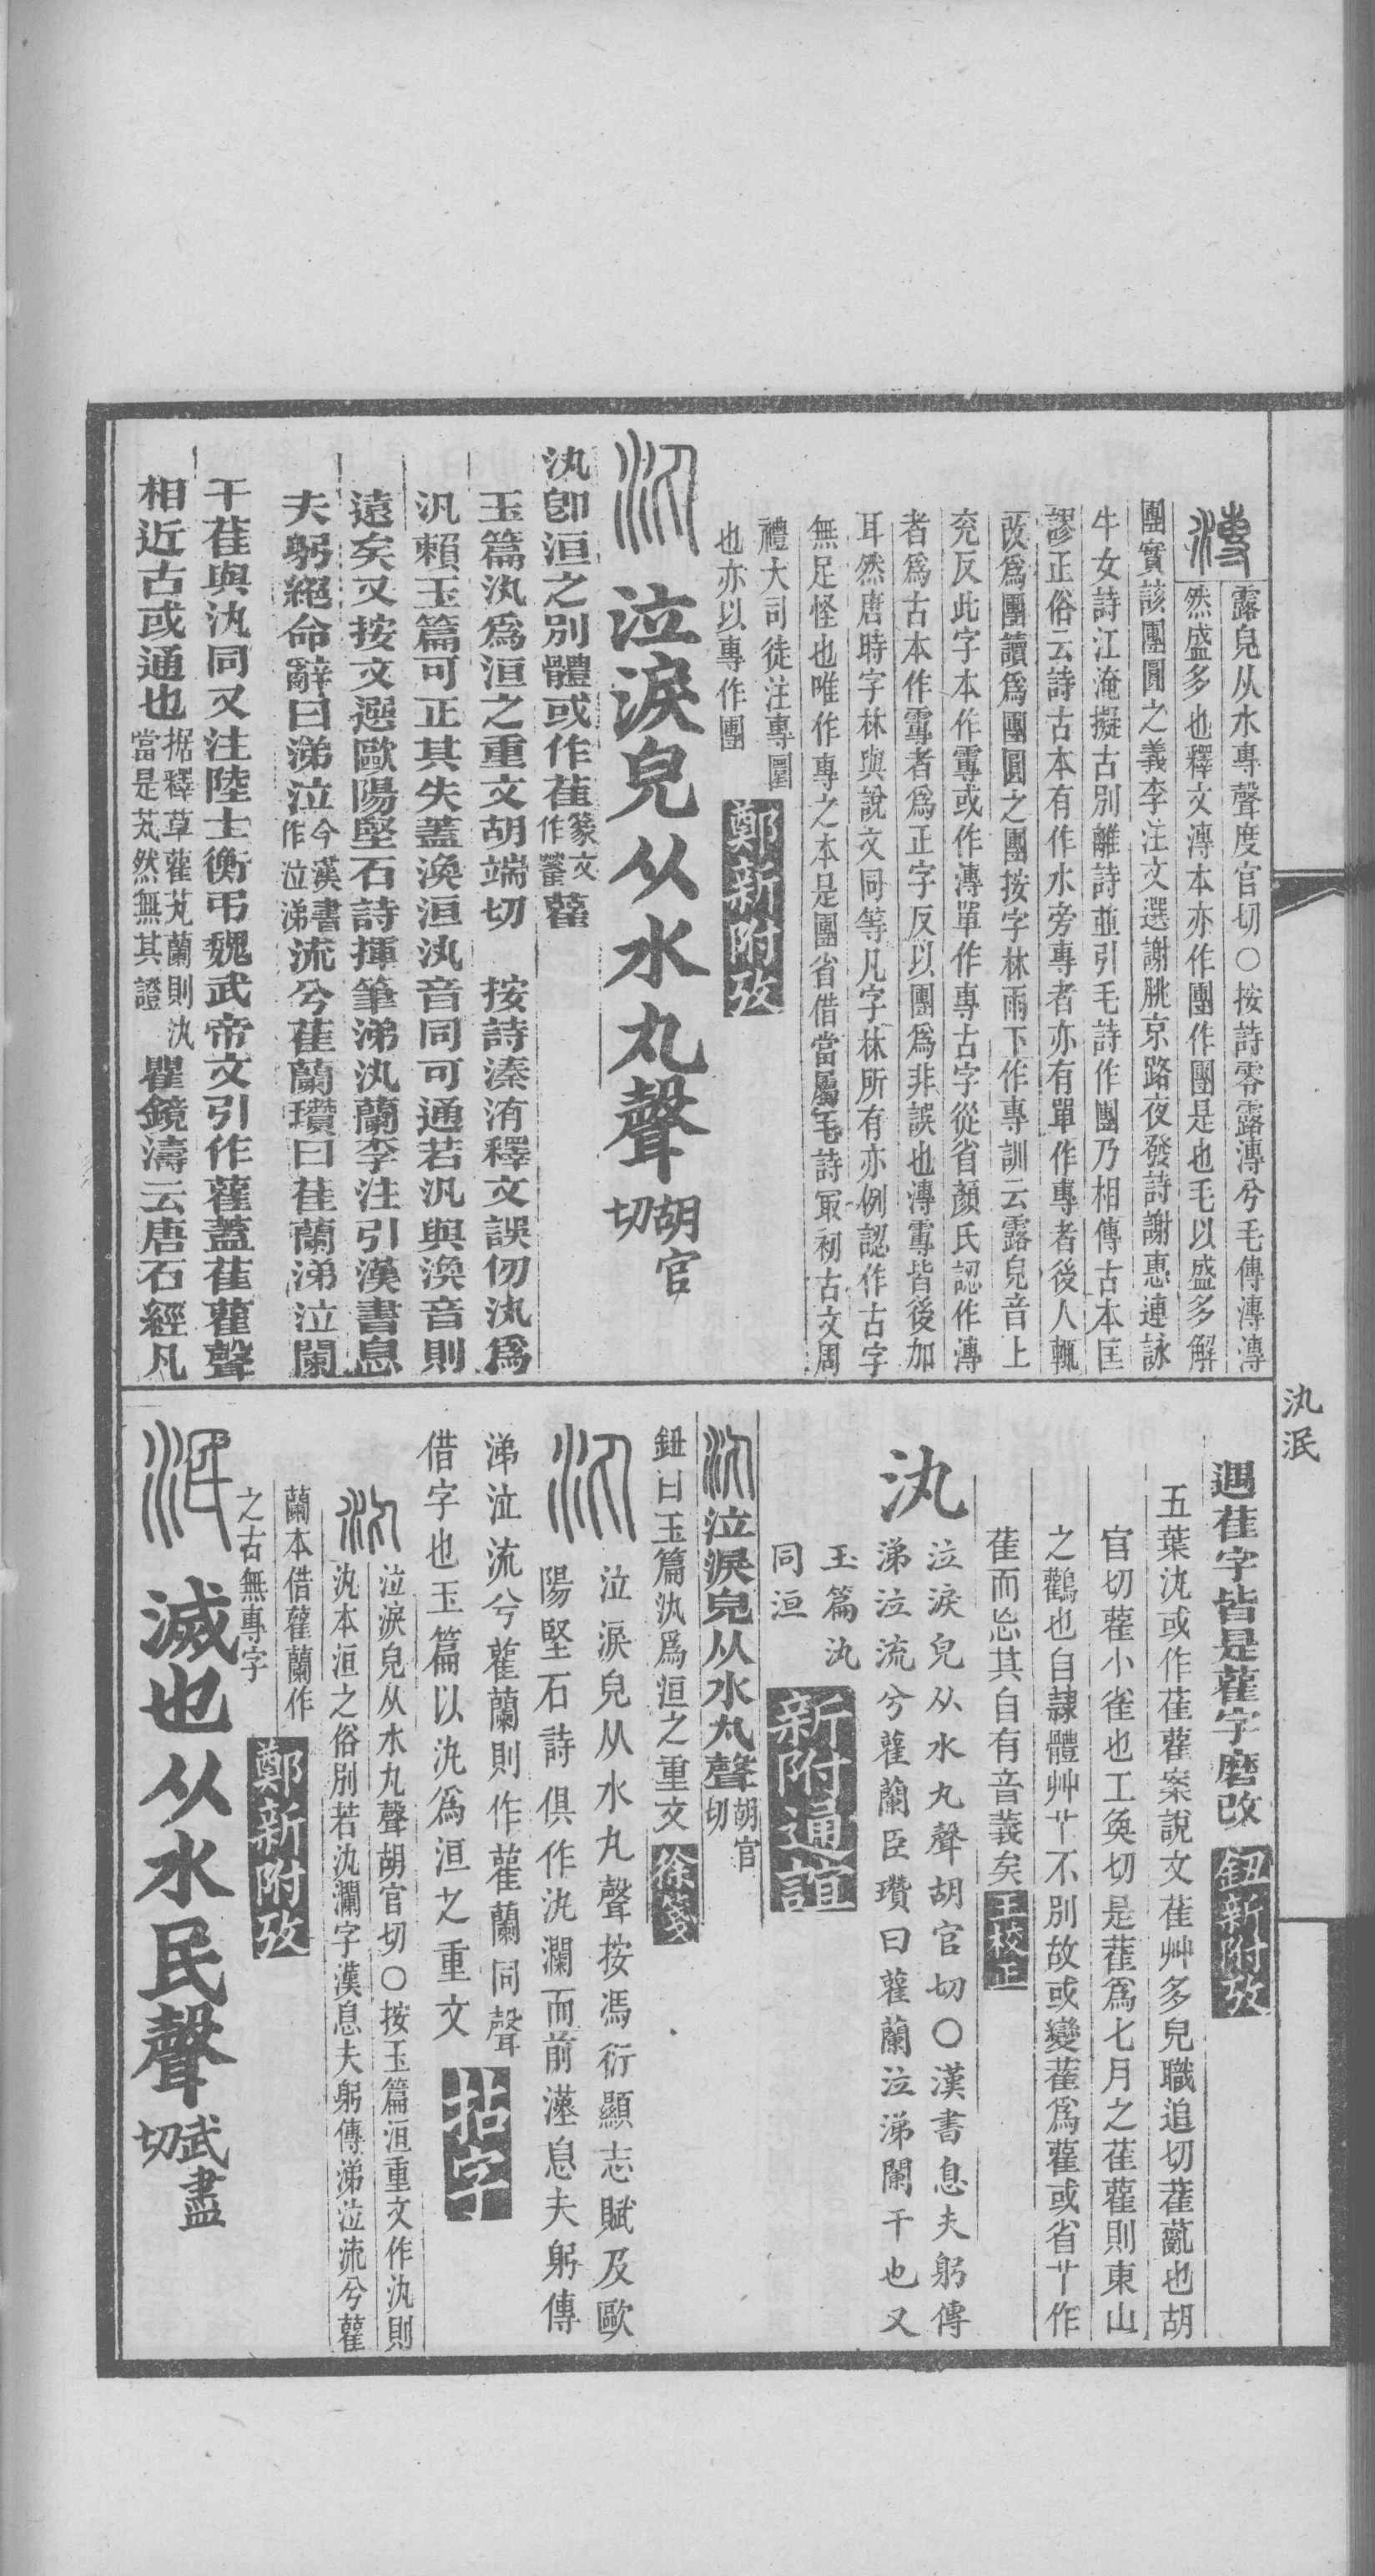 漙
露皃从水專聲度官切○按詩零露漙兮毛傳漙漙
然盛多也釋文漙本亦作團作團是也毛以盛多解
團實該團圓之義李注文選謝朓京路夜發詩謝惠連詠
牛女詩江淹擬古別離詩並引毛詩作團乃相傳古本匡
謬正俗云詩古本有作水旁專者亦有單作專者後人輒
改爲團讀爲團圓之團按字林雨下作專訓云露皃音上
兖反此字本作䨷或作漙單作專古字從省顏氏認作漙
者爲古本作䨷者爲正字反以團爲非誤也漙䨷皆後加
耳然唐時字林與說文同等凡字林所有亦例認作古字
無足怪也唯作專之本是團省借當屬毛詩冣初古文周
禮大司徒注專圜
也亦以專作團
鄭新附攷
汍 泣淚皃从水丸聲 胡官切
汍卽洹之別體或作萑篆文作雚雚
玉篇汍爲洹之重文胡端切　按詩溱洧釋文誤仞汍爲
汎賴玉篇可正其失蓋渙洹汍音同可通若汎與渙音則
遠矣又按文選歐陽堅石詩揮筆涕汍蘭李注引漢書息
夫躬絕命辭曰涕泣今漢書作泣涕流兮萑蘭瓚曰萑蘭涕泣闌
干萑與汍同又注陸士衡弔魏武帝文引作雚蓋萑雚聲
相近古或通也据釋草雚芄蘭則汍當是芄然無其證瞿鏡濤云唐石經凡
汍泯
遇萑字皆是雚字磨改
鈕新附攷
五葉汍或作萑雚案說文萑艸多皃職追切雚薍也胡
官切雚小雀也工奐切是雚爲七月之萑雚則東山
之鸛也自隸體艸艹不別故或變萑爲雚或省艹作
萑而㤀其自有音義矣
王校正
汍
泣淚皃从水丸聲胡官切○漢書息夫躬傳
涕泣流兮雚蘭臣瓚曰雚蘭泣涕闌干也又
玉篇汍
同洹
新附通誼
汍泣淚皃从水丸聲胡官切
鈕曰玉篇汍爲洹之重文
徐箋
汍
泣淚皃从水丸聲按馮衍顯志賦及歐
陽堅石詩俱作汍瀾而前漢息夫躬傳
涕泣流兮雚蘭則作雚蘭同聲
借字也玉篇以汍爲洹之重文
拈字
汍
泣淚皃从水丸聲胡官切○按玉篇洹重文作汍則
汍本洹之俗別若汍瀾字漢息夫躬傳涕泣流兮雚
蘭本借雚蘭作
之古無專字
鄭新附攷
泯 滅也从水民聲 武盡切